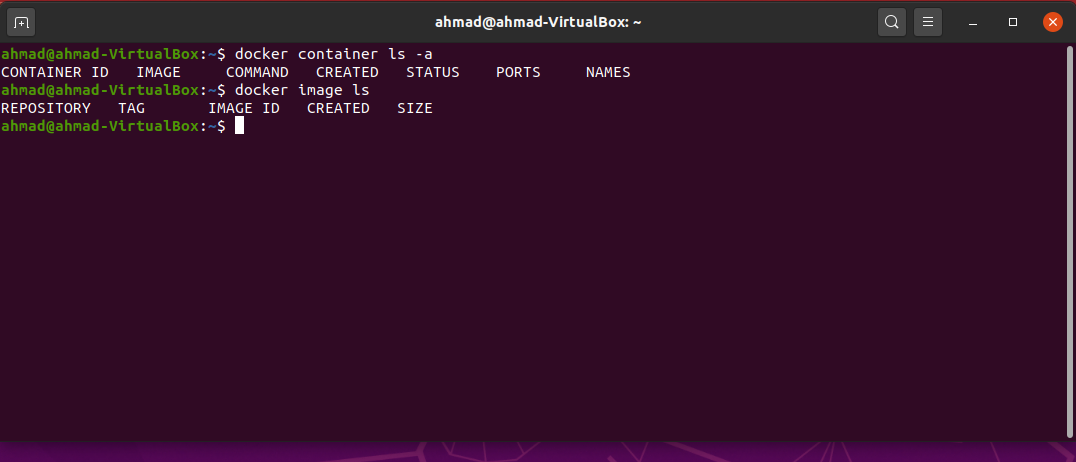 ahmad@ahmad-VirtualBox: ~
ahmad@ahmad-VirtualBox:~$ docker container ls -a
CONTAINER ID   IMAGE     COMMAND   CREATED   STATUS    PORTS     NAMES
ahmad@ahmad-VirtualBox:~$ docker image ls
REPOSITORY   TAG       IMAGE ID   CREATED   SIZE
ahmad@ahmad-VirtualBox:~$